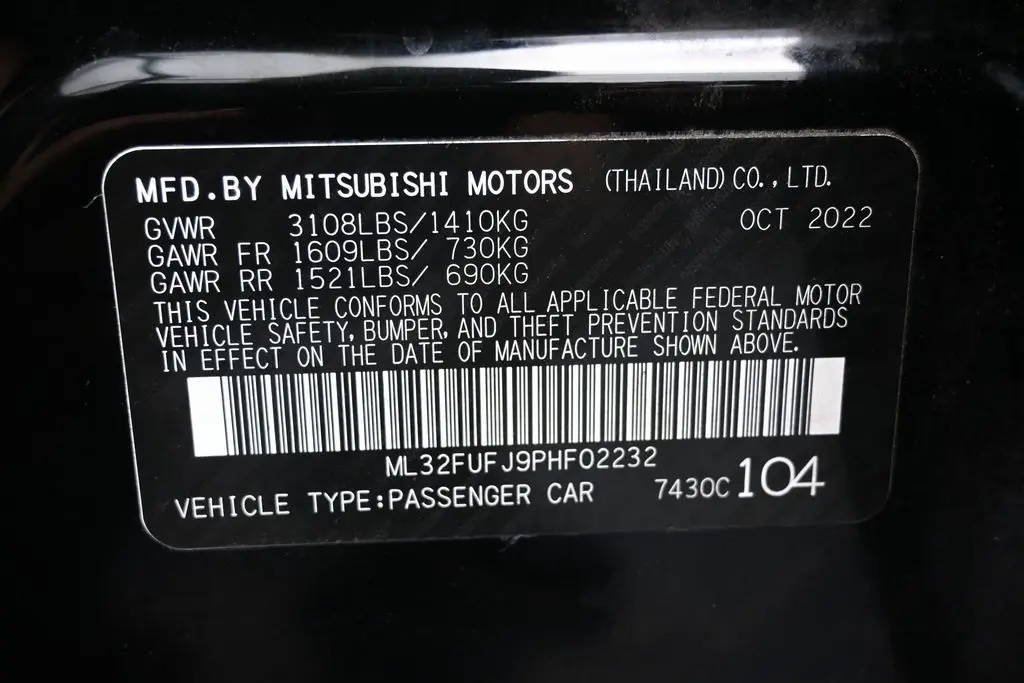 MFD.BY MITSUBISHI MOTORS (THAILAND) CO.,LTD.
GVWR 3108LBS/1410KG OCT 2022
GAWR FR 1609LBS/ 730KG
GAWR RR 1521LBS/ 690KG
THIS VEHICLE CONFORMS TO ALL APPLICABLE FEDERAL MOTOR
VEHICLE SAFETY, BUMPER, AND THEFT PREVENTION STANDARDS
IN EFFECT ON THE DATE OF MANUFACTURE SHOWN ABOVE.
ML32FUFJ9PHF02232
VEHICLE TYPE:PASSENGER CAR 7430C 104